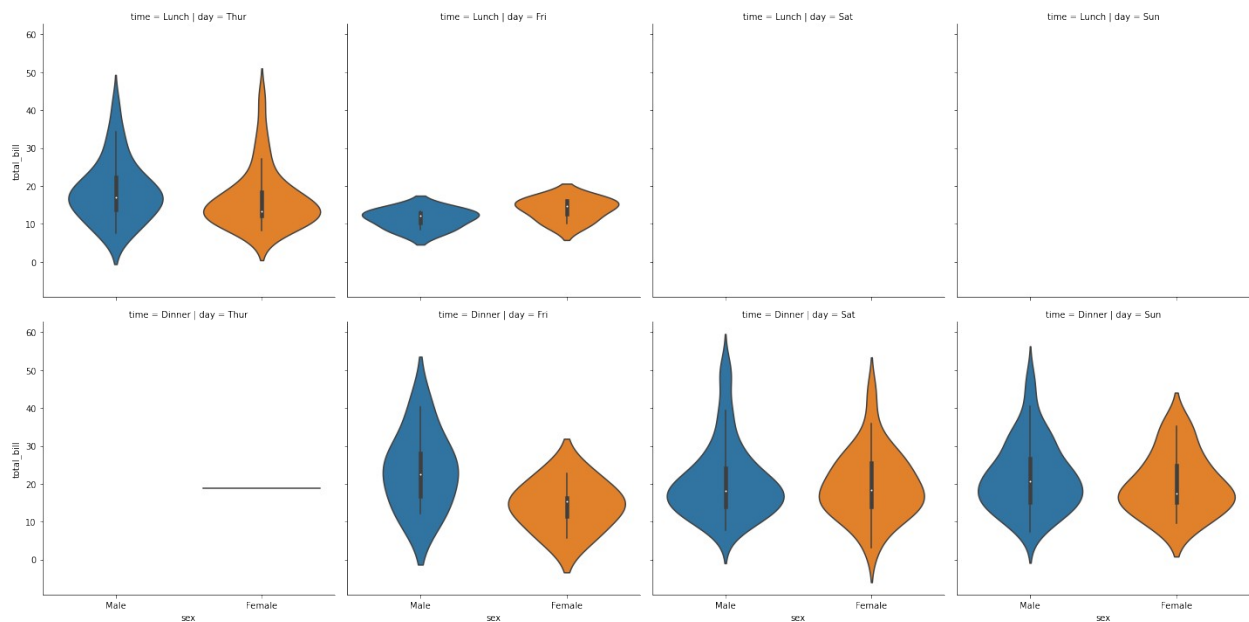 time = Lunch | day = Thur
time = Lunch | day = Fri
time = Lunch | day = Sat
time = Lunch | day = Sun
60
50
40
30
20
10
0
total_bill
time = Dinner | day = Thur
time = Dinner | day = Fri
time = Dinner | day = Sat
time = Dinner | day = Sun
60
50
40
30
20
10
0
total_bill
Male Female Male Female Male Female Male Female
sex sex sex sex